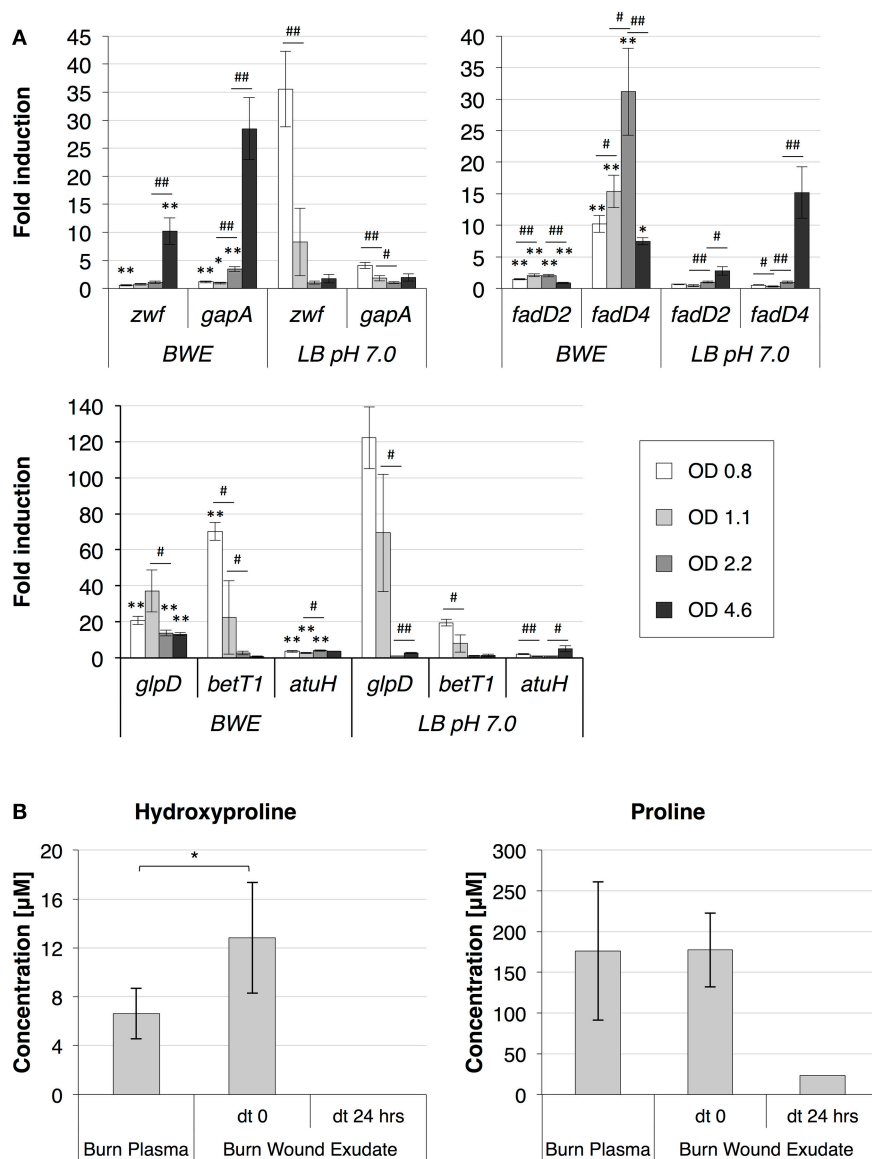 A
Fold induction
45
40
35
30
25
20
15
10
5
0
** ## ** ** * ## ** ## ## ## #
zwf gapA zwf gapA
BWE LB pH 7.0
40
35
30
25
20
15
10
5
0
** ## ** ** ## ** ** # ** # ** ## * ## # # ## ##
fadD2 fadD4 fadD2 fadD4
BWE LB pH 7.0
Fold induction
140
120
100
80
60
40
20
0
** # ** ** ** # # ** ** # ** # ## # ## #
glpD betT1 atuH glpD betT1 atuH
BWE LB pH 7.0
OD 0.8
OD 1.1
OD 2.2
OD 4.6
B
Hydroxyproline
Concentration [µM]
20
16
12
8
4
0
*
dt 0 dt 24 hrs
Burn Plasma Burn Wound Exudate
Proline
Concentration [µM]
300
250
200
150
100
50
0
dt 0 dt 24 hrs
Burn Plasma Burn Wound Exudate